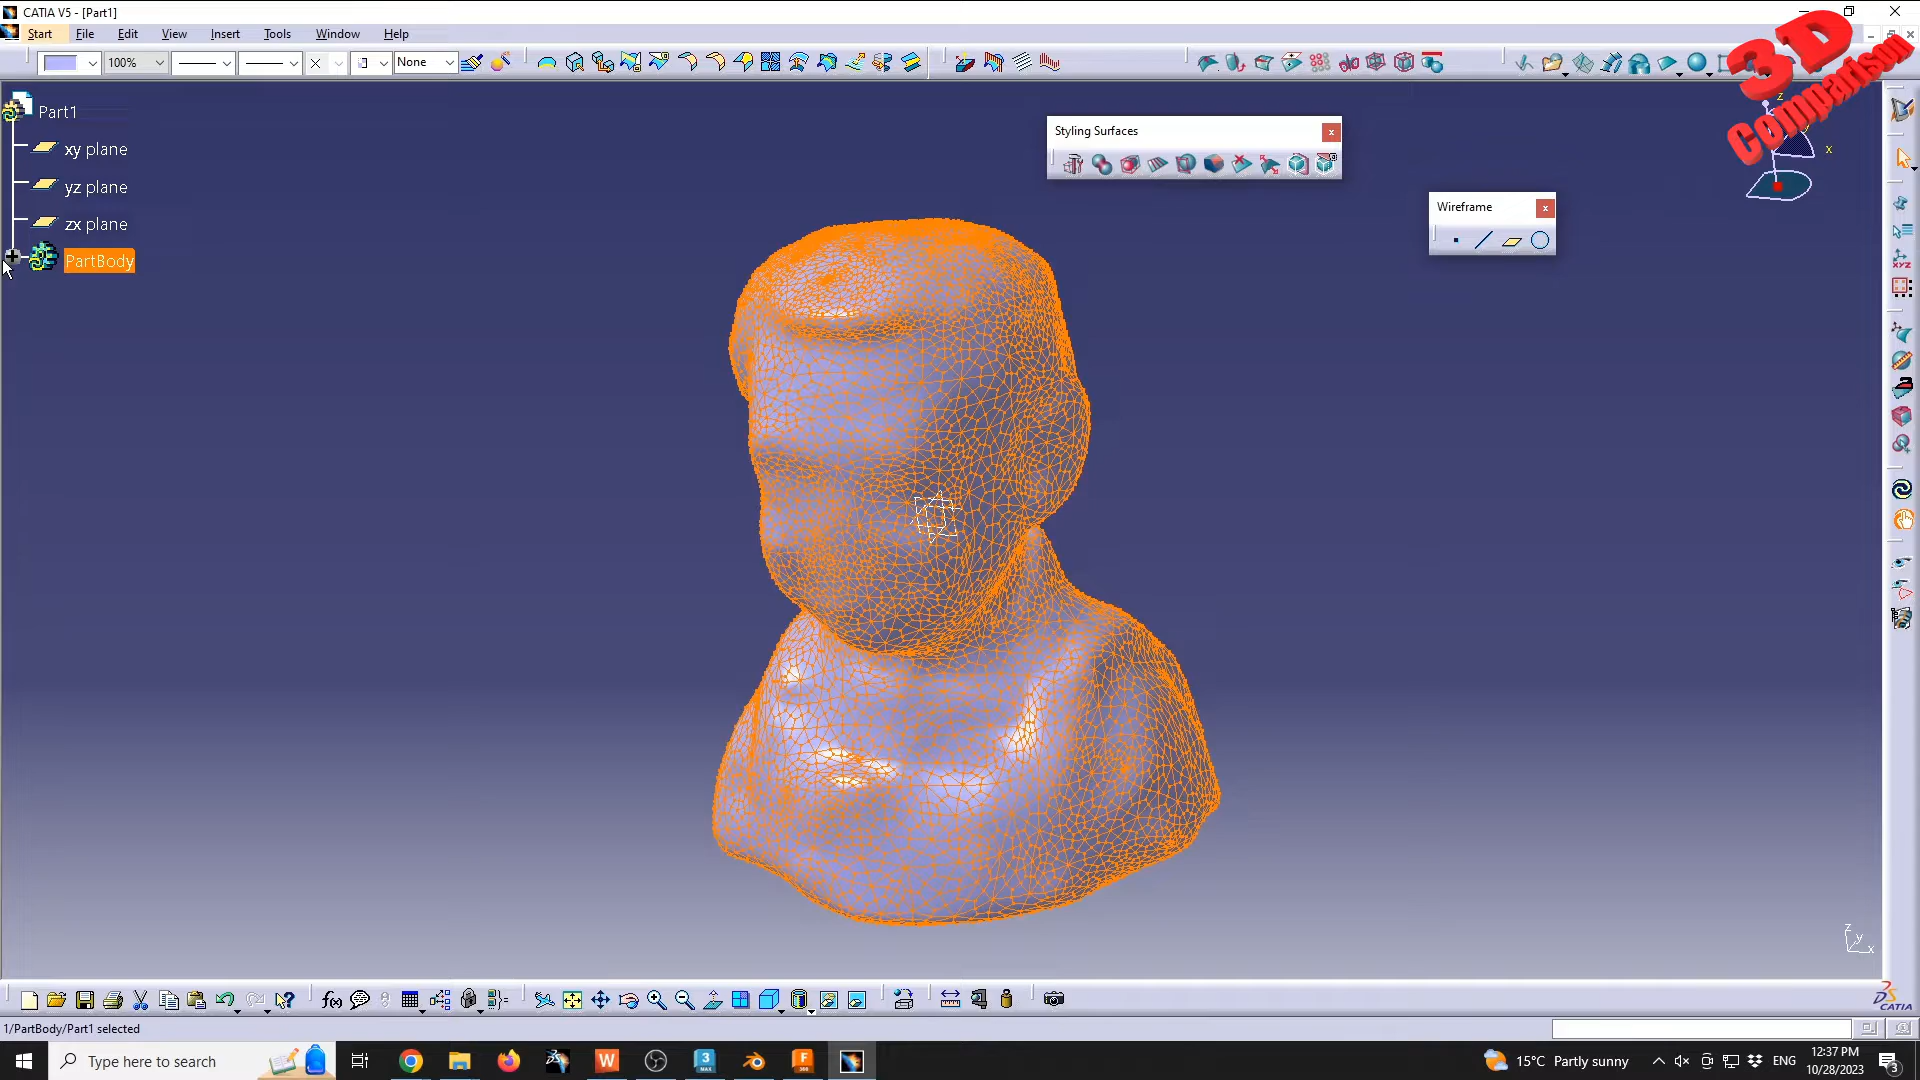 CATIA V5 - [Part1]
Start File Edit View Insert Tools Window Help
100% None
3D
Comparison
Part1
xy plane
yz plane
zx plane
PartBody
Styling Surfaces
Wireframe
z
x
z
y
x
CATIA
1/PartBody/Part1 selected
Type here to search
15°C Partly sunny
ENG
12:37 PM
10/28/2023
3